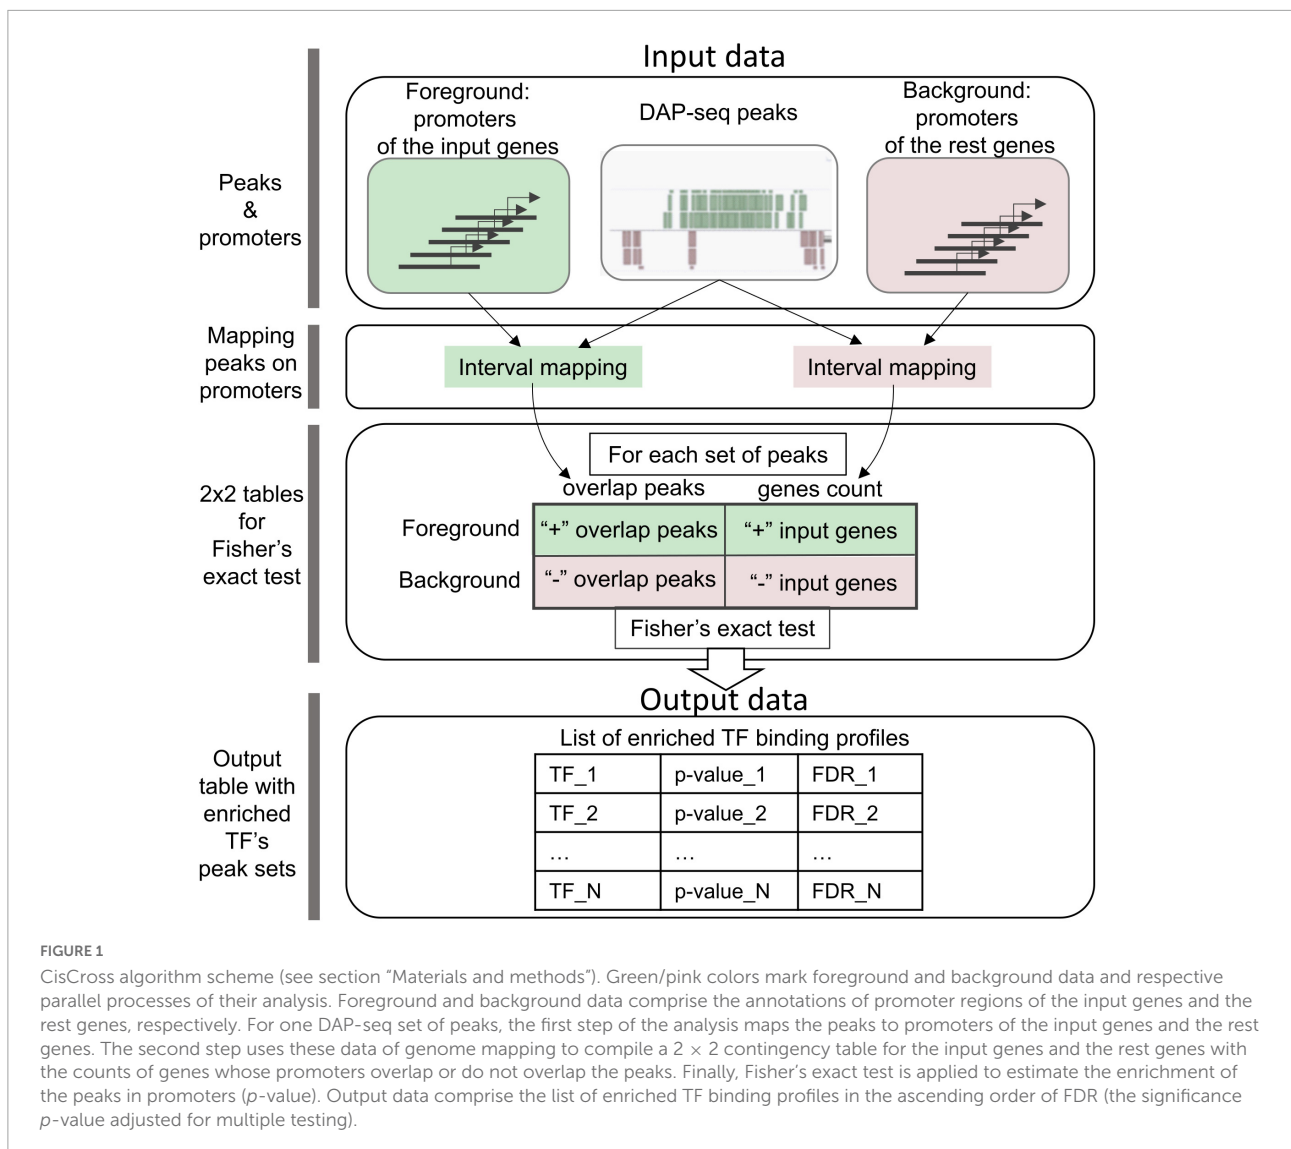 Input data
Foreground:
promoters
of the input genes
DAP-seq peaks
Background:
promoters
of the rest genes
Peaks
&
promoters
Mapping
peaks on
promoters
Interval mapping
Interval mapping
2x2 tables
for
Fisher's
exact test
For each set of peaks
overlap peaks
genes count
Foreground
“+” overlap peaks
“+” input genes
Background
“-” overlap peaks
“-” input genes
Fisher's exact test
Output data
Output
table with
enriched
TF's
peak sets
List of enriched TF binding profiles
TF_1 p-value_1 FDR_1
TF_2 p-value_2 FDR_2
... ... ...
TF_N p-value_N FDR_N
FIGURE 1
CisCross algorithm scheme (see section “Materials and methods”). Green/pink colors mark foreground and background data and respective
parallel processes of their analysis. Foreground and background data comprise the annotations of promoter regions of the input genes and the
rest genes, respectively. For one DAP-seq set of peaks, the first step of the analysis maps the peaks to promoters of the input genes and the rest
genes. The second step uses these data of genome mapping to compile a 2 × 2 contingency table for the input genes and the rest genes with
the counts of genes whose promoters overlap or do not overlap the peaks. Finally, Fisher's exact test is applied to estimate the enrichment of
the peaks in promoters (p-value). Output data comprise the list of enriched TF binding profiles in the ascending order of FDR (the significance
p-value adjusted for multiple testing).